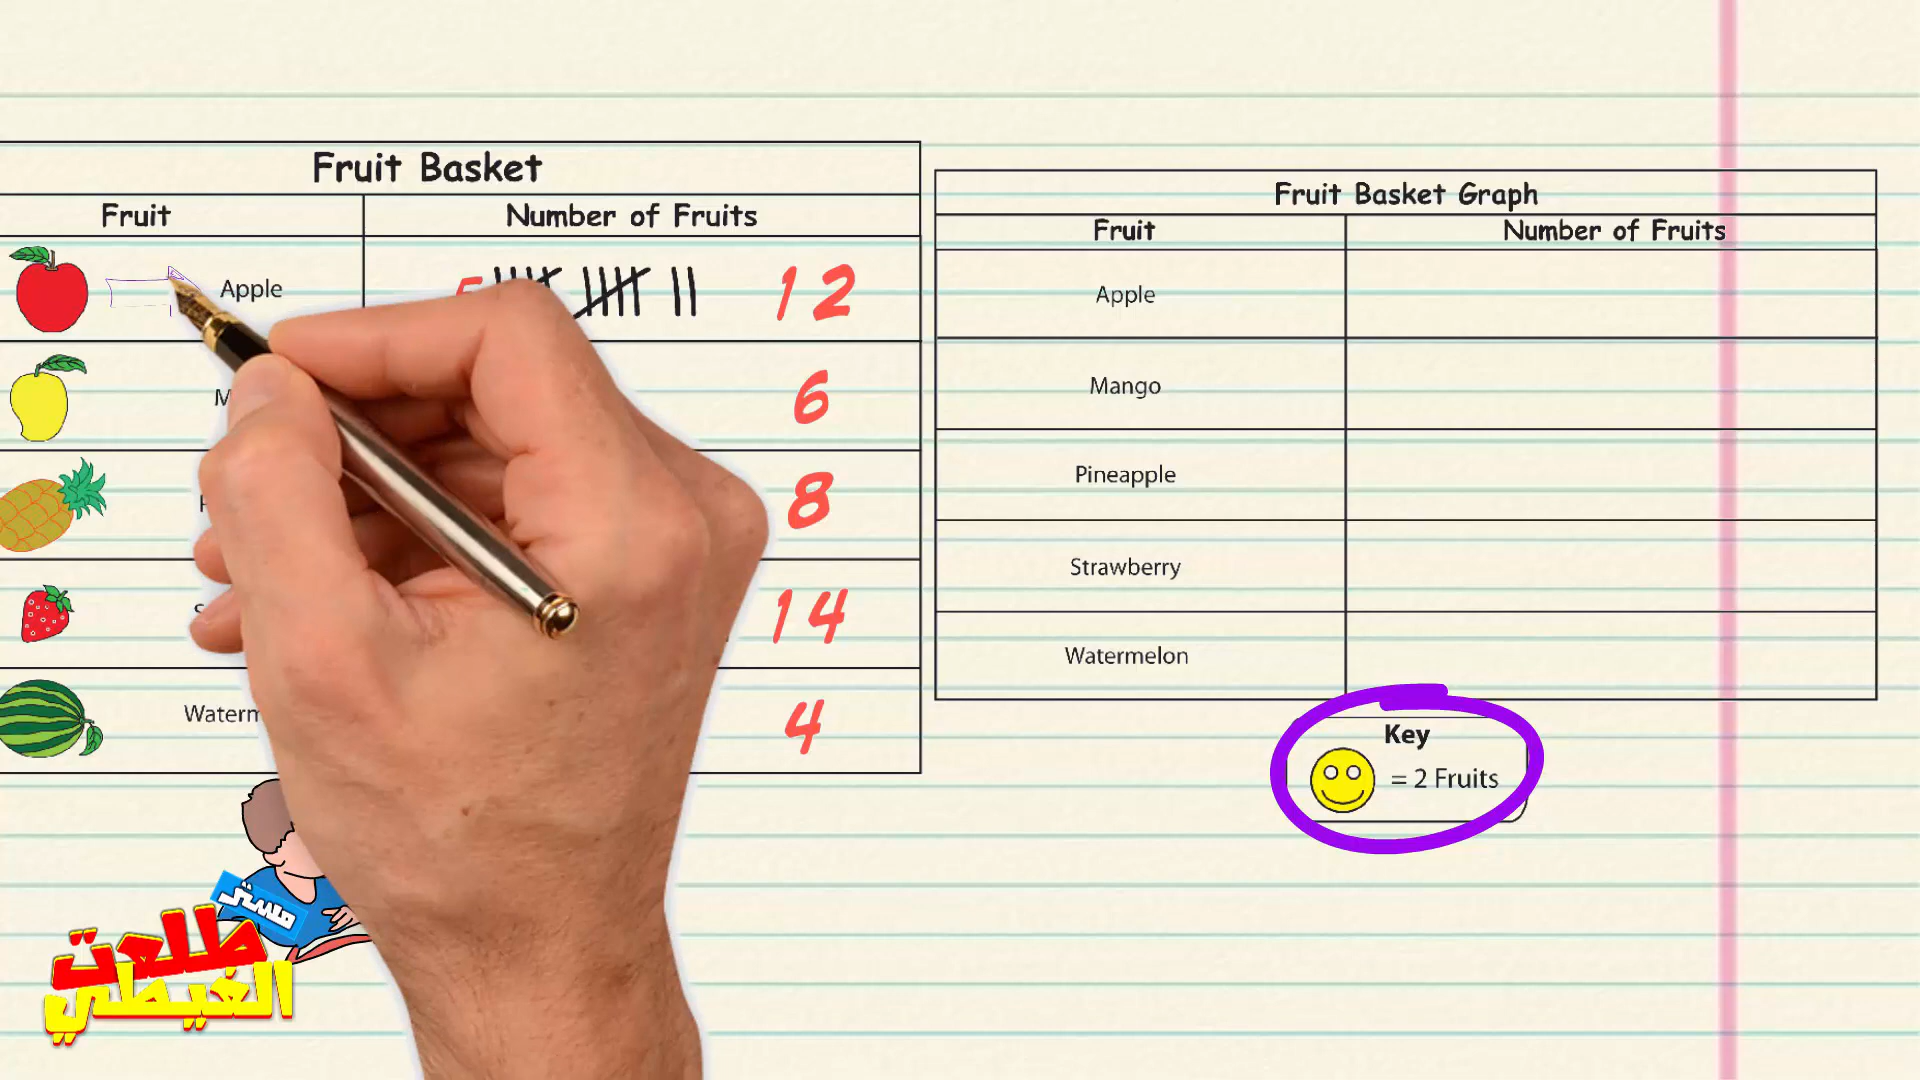 Fruit Basket
Fruit Number of Fruits
Apple 12
6
8
14
4
Fruit Basket Graph
Fruit Number of Fruits
Apple
Mango
Pineapple
Strawberry
Watermelon
Key
= 2 Fruits
مستر
طلعت
الغيطي